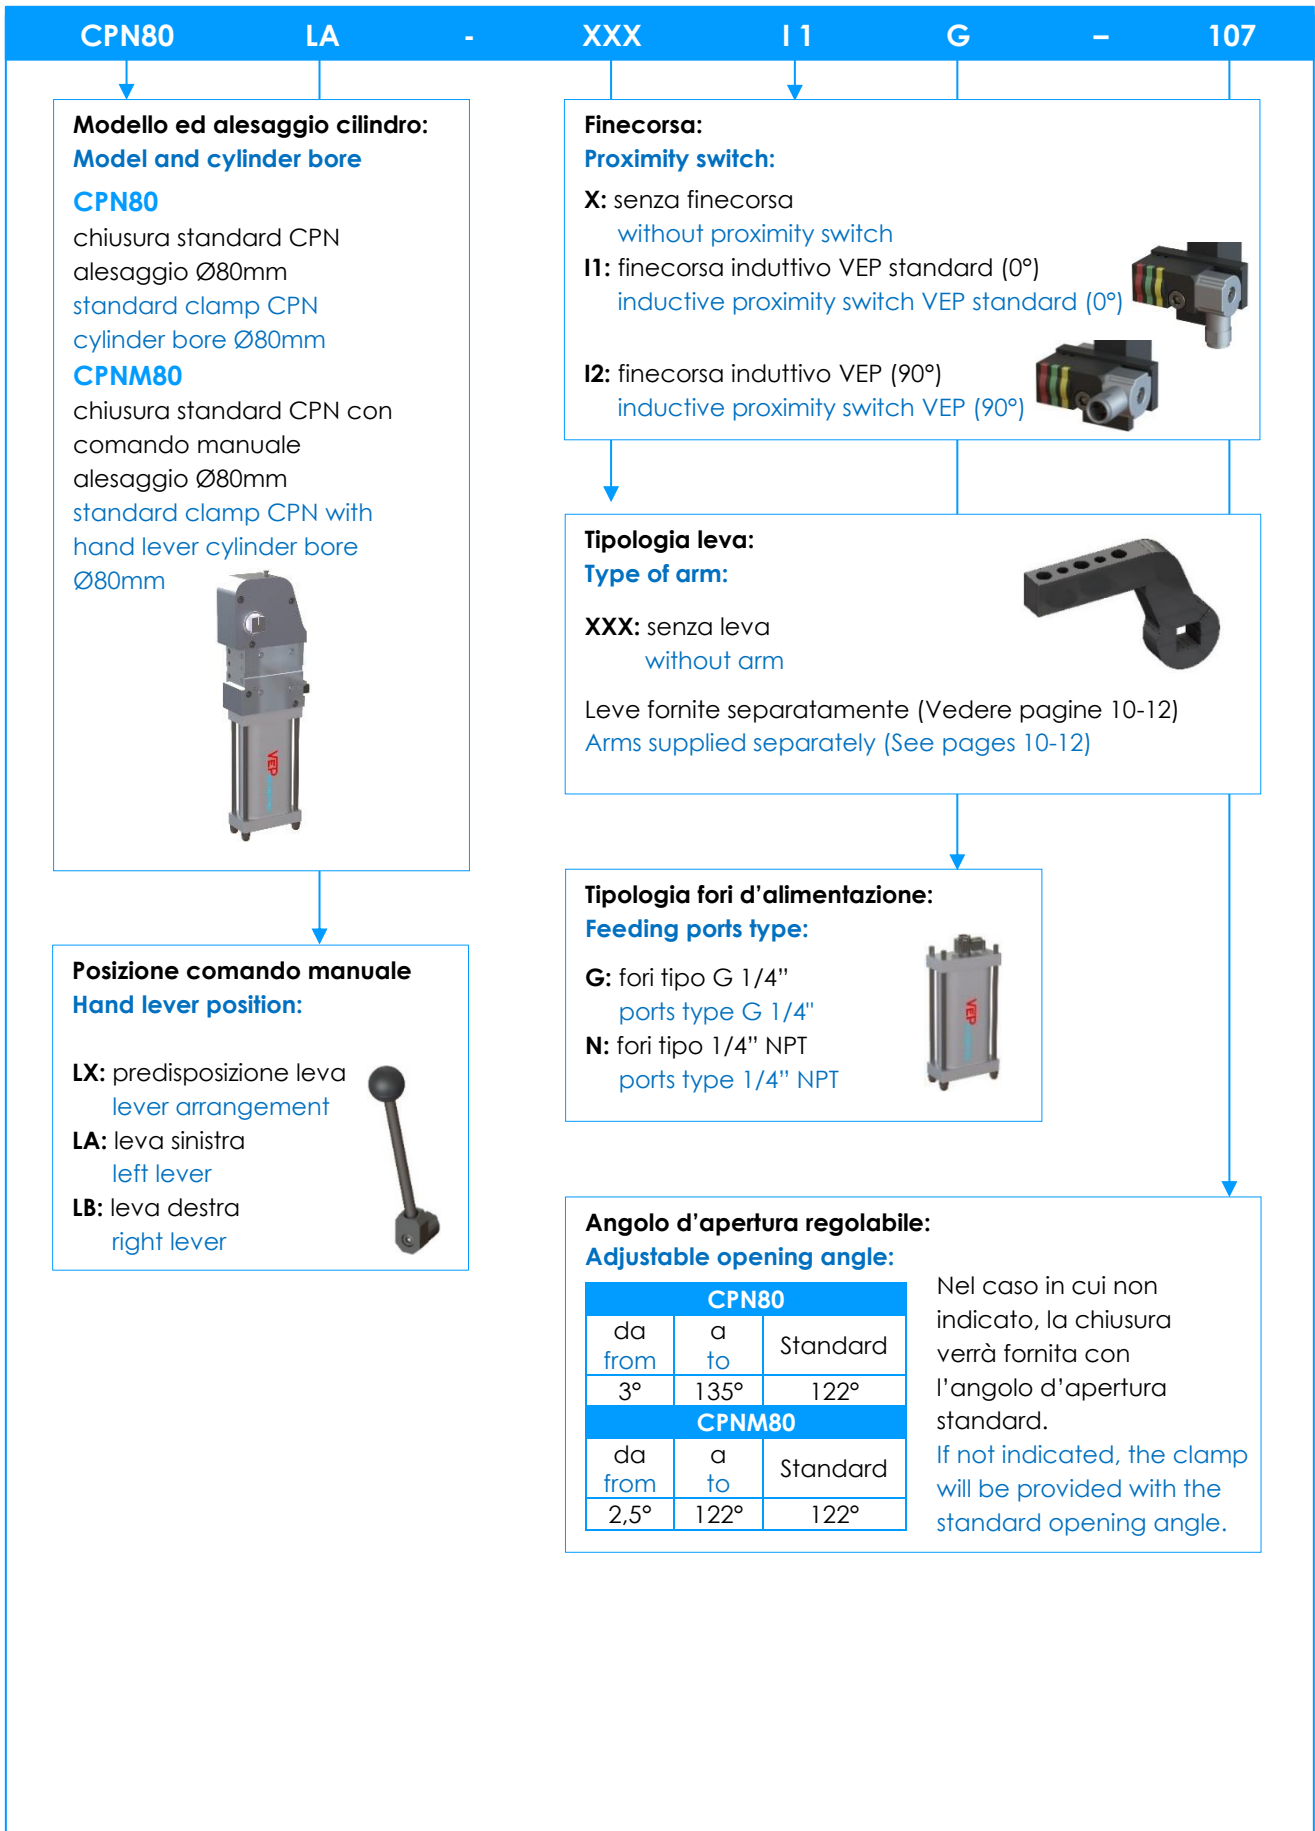 CPN80 LA - XXX I 1 G – 107
Modello ed alesaggio cilindro:
Model and cylinder bore
CPN80
chiusura standard CPN
alesaggio Ø80mm
standard clamp CPN
cylinder bore Ø80mm
CPNM80
chiusura standard CPN con
comando manuale
alesaggio Ø80mm
standard clamp CPN with
hand lever cylinder bore
Ø80mm
VEP
Posizione comando manuale
Hand lever position:
LX: predisposizione leva
lever arrangement
LA: leva sinistra
left lever
LB: leva destra
right lever
Finecorsa:
Proximity switch:
X: senza finecorsa
without proximity switch
I1: finecorsa induttivo VEP standard (0°)
inductive proximity switch VEP standard (0°)
I2: finecorsa induttivo VEP (90°)
inductive proximity switch VEP (90°)
Tipologia leva:
Type of arm:
XXX: senza leva
without arm
Leve fornite separatamente (Vedere pagine 10-12)
Arms supplied separately (See pages 10-12)
Tipologia fori d’alimentazione:
Feeding ports type:
G: fori tipo G 1/4”
ports type G 1/4"
N: fori tipo 1/4” NPT
ports type 1/4” NPT
VEP
Angolo d’apertura regolabile:
Adjustable opening angle:
CPN80
da a Standard
from to
3° 135° 122°
CPNM80
da a Standard
from to
2,5° 122° 122°
Nel caso in cui non
indicato, la chiusura
verrà fornita con
l’angolo d’apertura
standard.
If not indicated, the clamp
will be provided with the
standard opening angle.